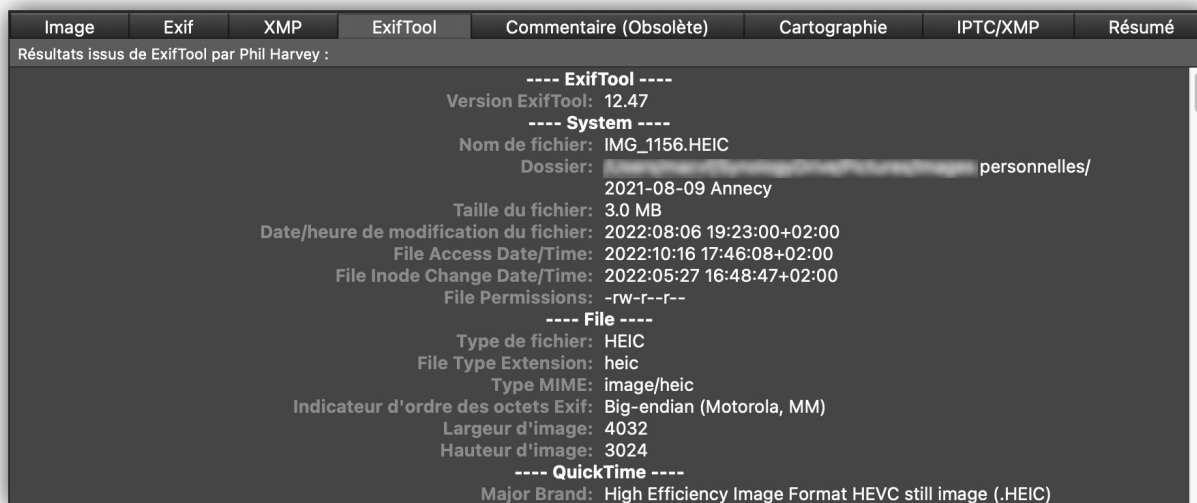 Image Exif XMP ExifTool Commentaire (Obsolète) Cartographie IPTC/XMP Résumé
Résultats issus de ExifTool par Phil Harvey :
---- ExifTool ----
Version ExifTool: 12.47
---- System ----
Nom de fichier: IMG_1156.HEIC
Dossier: personnelles/
2021-08-09 Annecy
Taille du fichier: 3.0 MB
Date/heure de modification du fichier: 2022:08:06 19:23:00+02:00
File Access Date/Time: 2022:10:16 17:46:08+02:00
File Inode Change Date/Time: 2022:05:27 16:48:47+02:00
File Permissions: -rw-r--r--
---- File ----
Type de fichier: HEIC
File Type Extension: heic
Type MIME: image/heic
Indicateur d'ordre des octets Exif: Big-endian (Motorola, MM)
Largeur d'image: 4032
Hauteur d'image: 3024
---- QuickTime ----
Major Brand: High Efficiency Image Format HEVC still image (.HEIC)